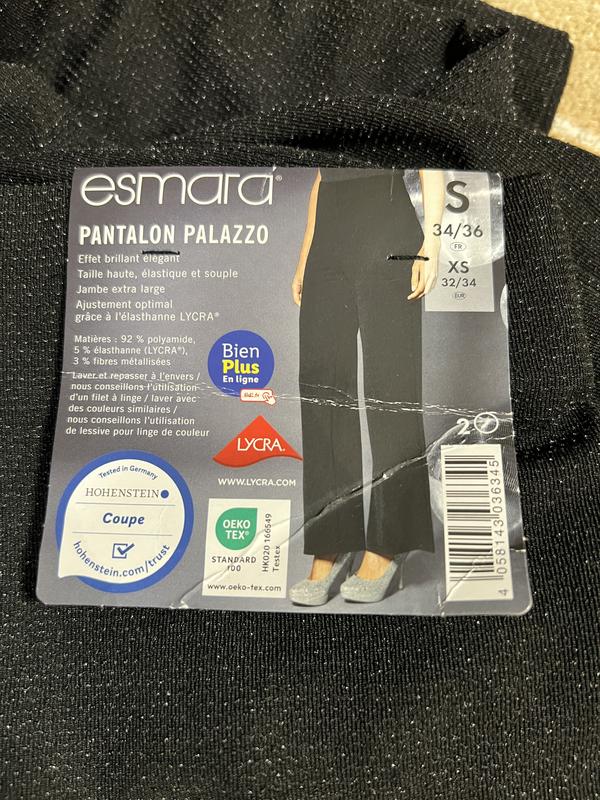 esmara®
PANTALON PALAZZO
Effet brillant élégant
Taille haute, élastique et souple
Jambe extra large
Ajustement optimal
grâce à l'élasthanne LYCRA®
Matières : 92 % polyamide,
5 % élasthanne (LYCRA®),
3 % fibres métallisées
Laver et repasser à l'envers /
nous conseillons l'utilisation
d'un filet à linge / laver avec
des couleurs similaires /
nous conseillons l'utilisation
de lessive pour linge de couleur
Bien
Plus
En ligne
LYCRA®
WWW.LYCRA.COM
Tested in Germany
HOHENSTEIN
Coupe
hohenstein.com/trust
OEKO
TEX®
STANDARD
100
HK020 166549
Testex
www.oeko-tex.com
S
34/36
FR
XS
32/34
EUR
2
4 058143 036345